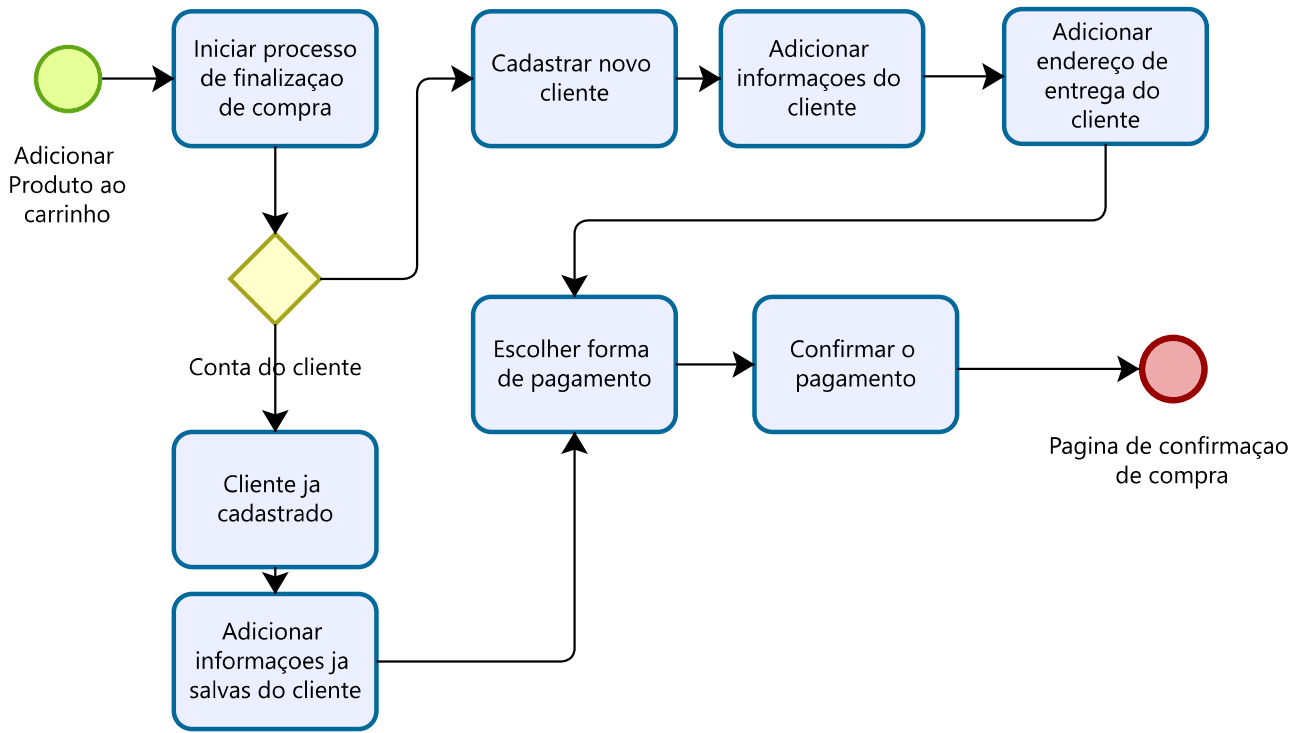 Adicionar
Produto ao
carrinho
Iniciar processo
de finalizaçao
de compra
Cadastrar novo
cliente
Adicionar
informaçoes do
cliente
Adicionar
endereço de
entrega do
cliente
Conta do cliente
Cliente ja
cadastrado
Adicionar
informaçoes ja
salvas do cliente
Escolher forma
de pagamento
Confirmar o
pagamento
Pagina de confirmaçao
de compra